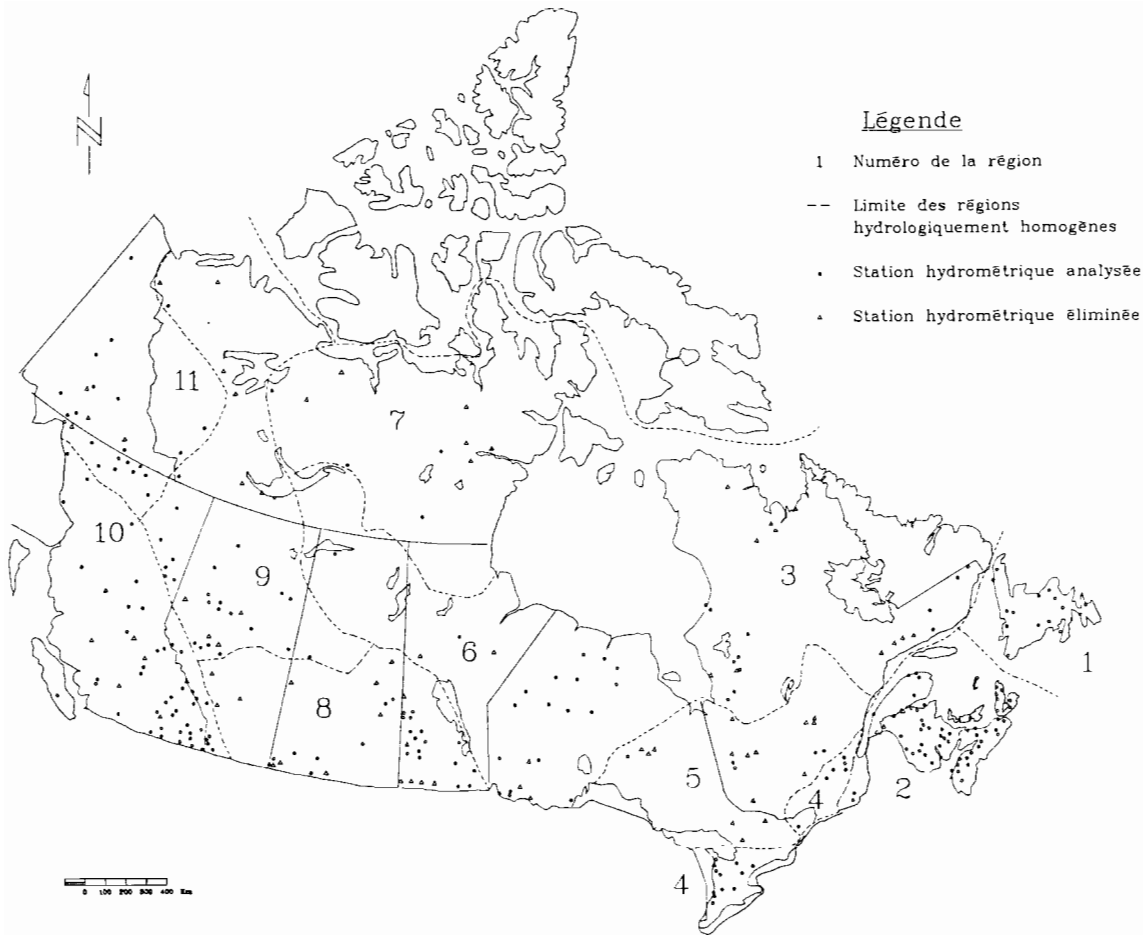 N
Légende
1 Numéro de la région
-- Limite des régions
hydrologiquement homogènes
Station hydrométrique analysée
Station hydrométrique éliminée
11
7
10
9
3
6
1
8
5
4
2
4
0 100 200 300 400 Km